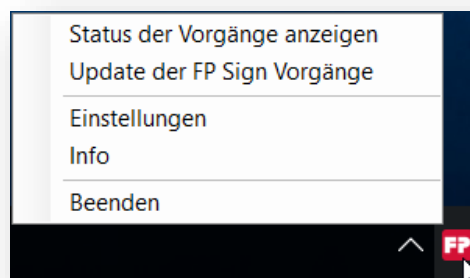 Status der Vorgänge anzeigen
Update der FP Sign Vorgänge
Einstellungen
Info
Beenden
FP